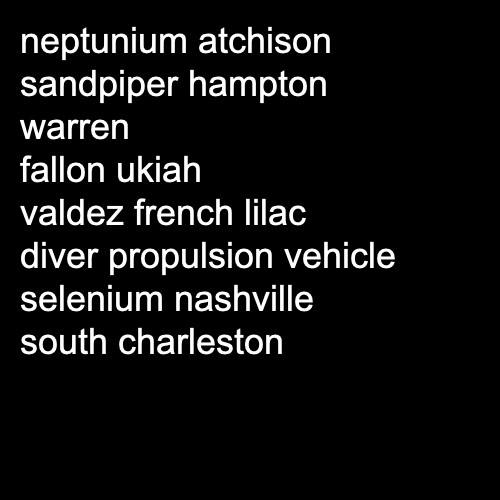 neptunium atchison
sandpiper hampton
warren
fallon ukiah
valdez french lilac
diver propulsion vehicle
selenium nashville
south charleston